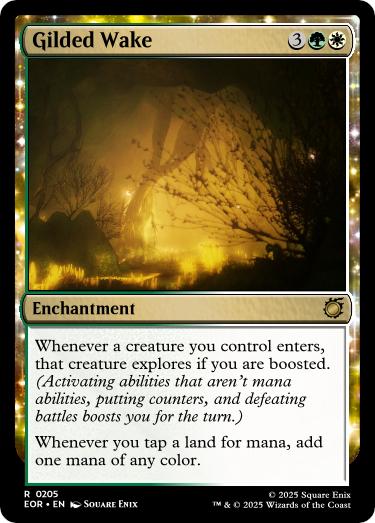 Gilded Wake 3
Enchantment
Whenever a creature you control enters,
that creature explores if you are boosted.
(Activating abilities that aren't mana
abilities, putting counters, and defeating
battles boosts you for the turn.)
Whenever you tap a land for mana, add
one mana of any color.
R 0205
EOR • EN SQUARE ENIX
© 2025 Square Enix
™ & © 2025 Wizards of the Coast